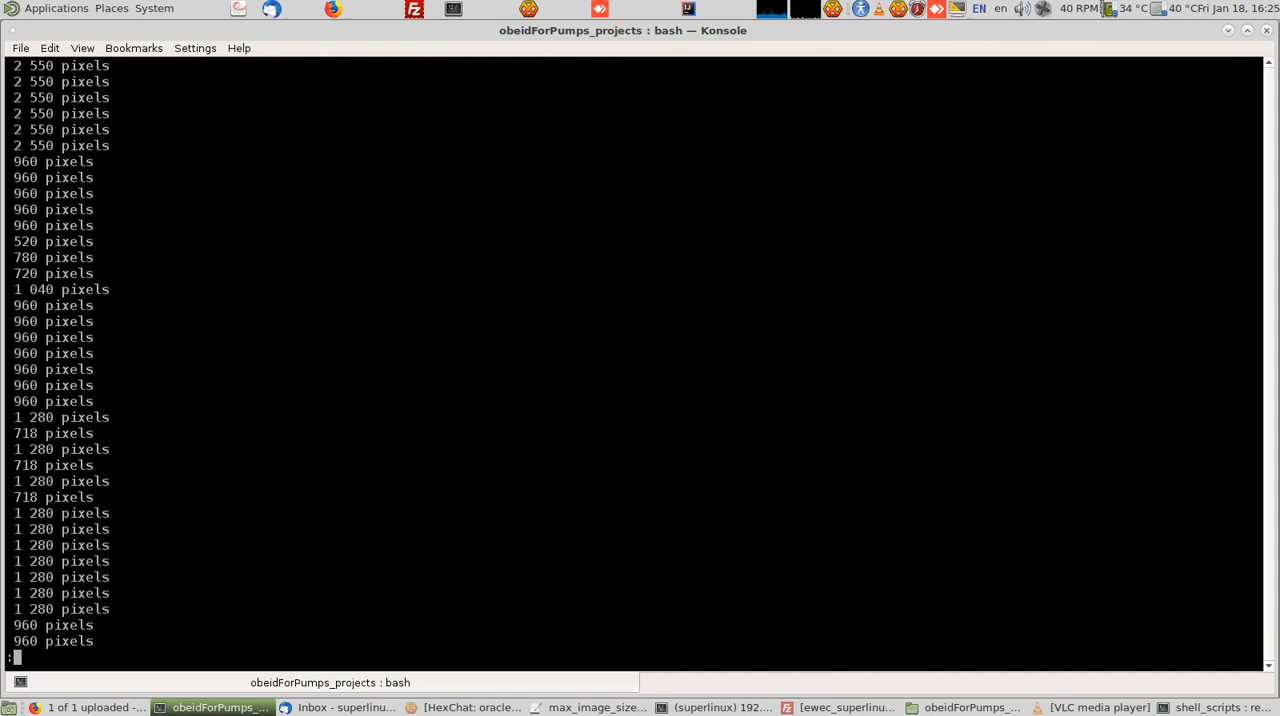 Applications Places System
EN en 40 RPM 34 °C 40 °C Fri Jan 18, 16:25
obeidForPumps_projects : bash — Konsole
File Edit View Bookmarks Settings Help
2 550 pixels
2 550 pixels
2 550 pixels
2 550 pixels
2 550 pixels
2 550 pixels
960 pixels
960 pixels
960 pixels
960 pixels
960 pixels
520 pixels
780 pixels
720 pixels
1 040 pixels
960 pixels
960 pixels
960 pixels
960 pixels
960 pixels
960 pixels
960 pixels
1 280 pixels
718 pixels
1 280 pixels
718 pixels
1 280 pixels
718 pixels
1 280 pixels
1 280 pixels
1 280 pixels
1 280 pixels
1 280 pixels
1 280 pixels
1 280 pixels
960 pixels
960 pixels
:
obeidForPumps_projects : bash
1 of 1 uploaded -... obeidForPumps_... Inbox - superlinu... [HexChat: oracle... max_image_size... (superlinux) 192.... [ewec_superlinu... obeidForPumps_... [VLC media player] shell_scripts : re...